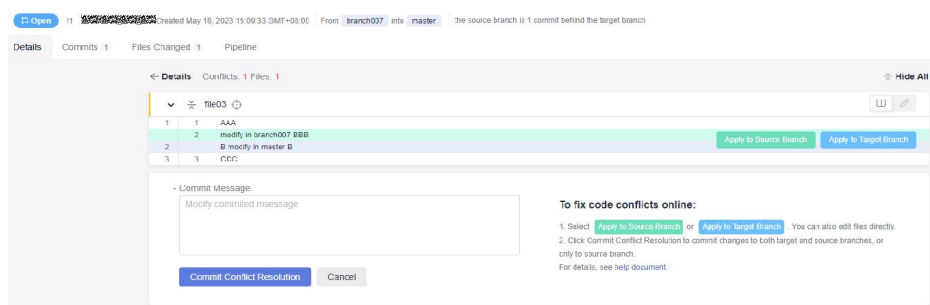 Open !1 Created May 16, 2023 15:09:33 GMT+08:00 From branch007 into master the source branch is 1 commit behind the target branch
Details Commits 1 Files Changed 1 Pipeline
Details Conflicts: 1 Files: 1 Hide All
file03
1 1 AAA
2 modify in branch007 BBB
Apply to Source Branch Apply to Target Branch
2 B mocify in master B
3 3 CCC
* Commit Message
Mocify commited msessage
To fix code conflicts online:
1. Select Apply to Source Branch or Apply to Target Branch . You can also edit files directly.
2. Click Commit Conflict Resolution to commit changes to both target and source branches, or
only to source branch.
For details, see help document.
Commit Conflict Resolution Cancel